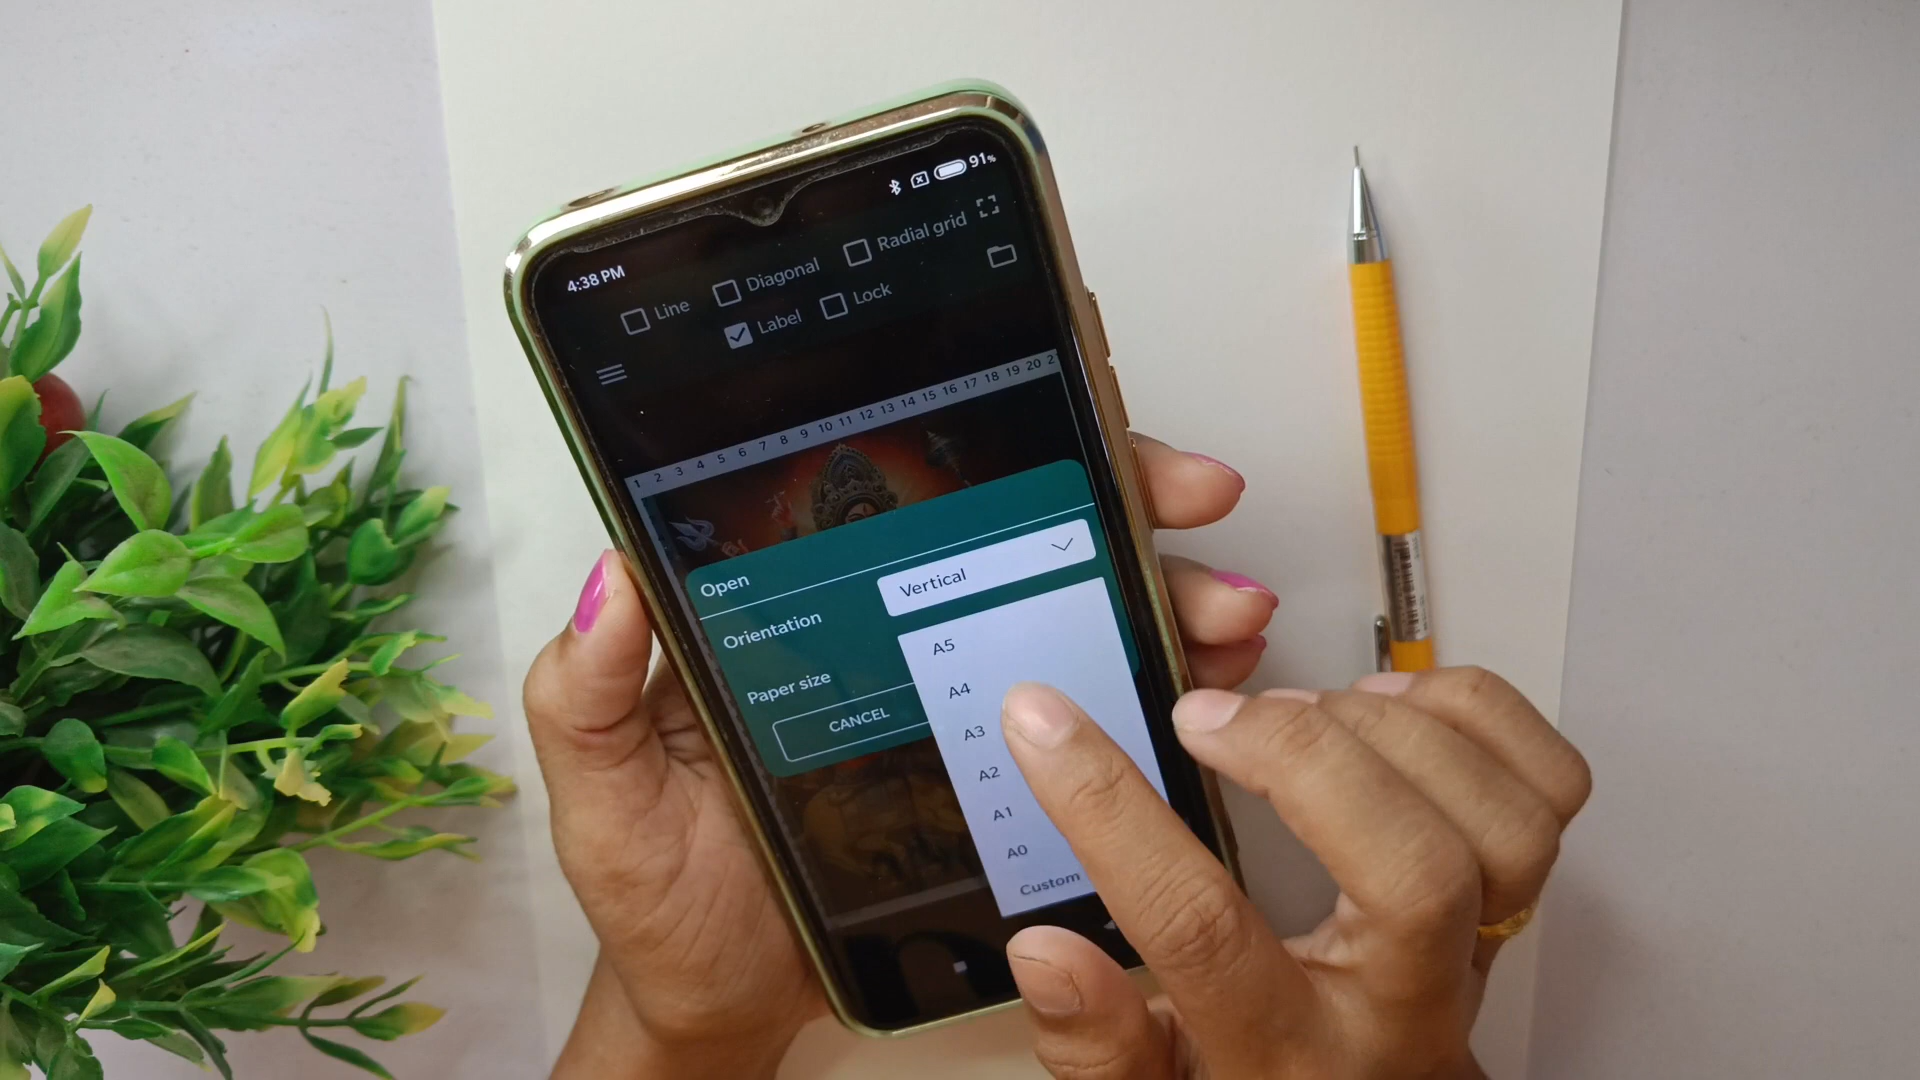 91%
4:38 PM
Line
Diagonal
Radial grid
Label
Lock
1 2 3 4 5 6 7 8 9 10 11 12 13 14 15 16 17 18 19 20
Open
Orientation
Vertical
Paper size
CANCEL
A5
A4
A3
A2
A1
A0
Custom